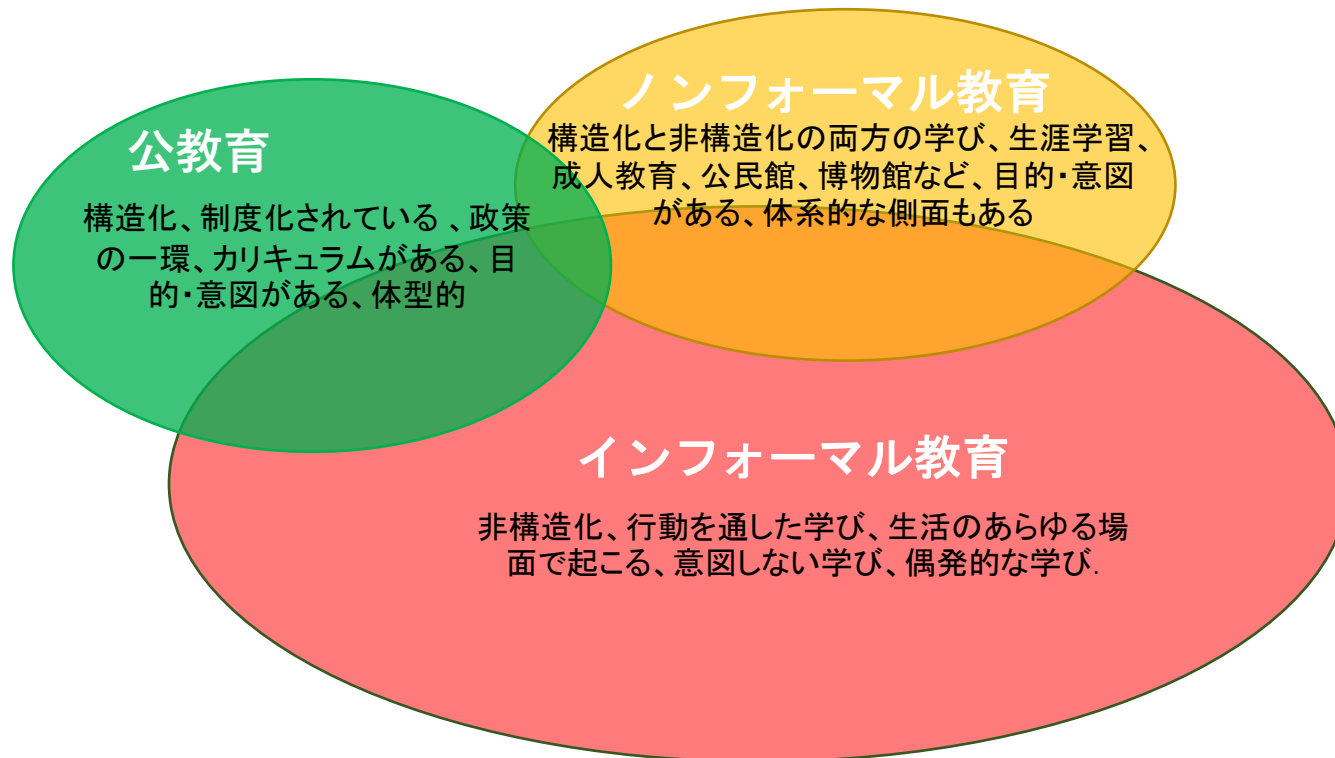 公教育
構造化、制度化されている 、政策
の一環、カリキュラムがある、目
的・意図がある、体型的
ノンフォーマル教育
構造化と非構造化の両方の学び、生涯学習、
成人教育、公民館、博物館など、目的・意図
がある、体系的な側面もある
インフォーマル教育
非構造化、行動を通した学び、生活のあらゆる場
面で起こる、意図しない学び、偶発的な学び.